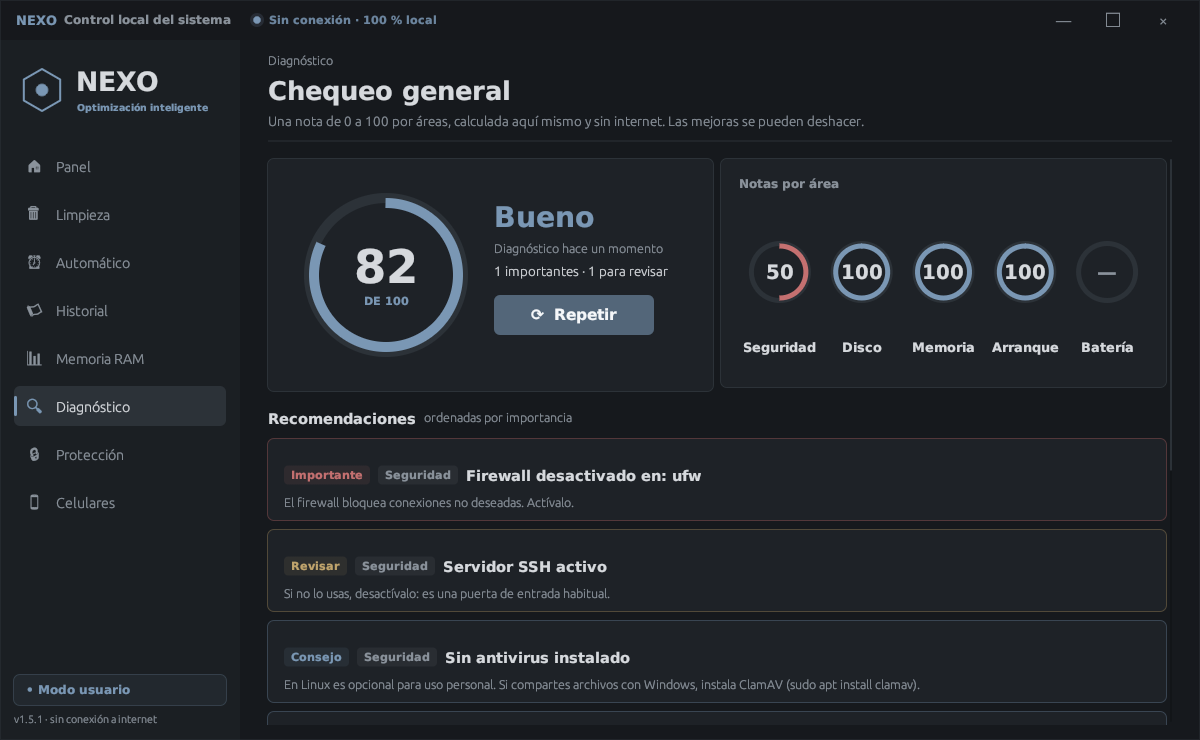 NEXO Control local del sistema
Sin conexión · 100 % local
NEXO
Optimización inteligente
Panel
Limpieza
Automático
Historial
Memoria RAM
Diagnóstico
Protección
Celulares
• Modo usuario
v1.5.1 · sin conexión a internet
Diagnóstico
Chequeo general
Una nota de 0 a 100 por áreas, calculada aquí mismo y sin internet. Las mejoras se pueden deshacer.
82
DE 100
Bueno
Diagnóstico hace un momento
1 importantes · 1 para revisar
⟳ Repetir
Notas por área
50 100 100 100 —
Seguridad Disco Memoria Arranque Batería
Recomendaciones ordenadas por importancia
Importante Seguridad Firewall desactivado en: ufw
El firewall bloquea conexiones no deseadas. Actívalo.
Revisar Seguridad Servidor SSH activo
Si no lo usas, desactívalo: es una puerta de entrada habitual.
Consejo Seguridad Sin antivirus instalado
En Linux es opcional para uso personal. Si compartes archivos con Windows, instala ClamAV (sudo apt install clamav).